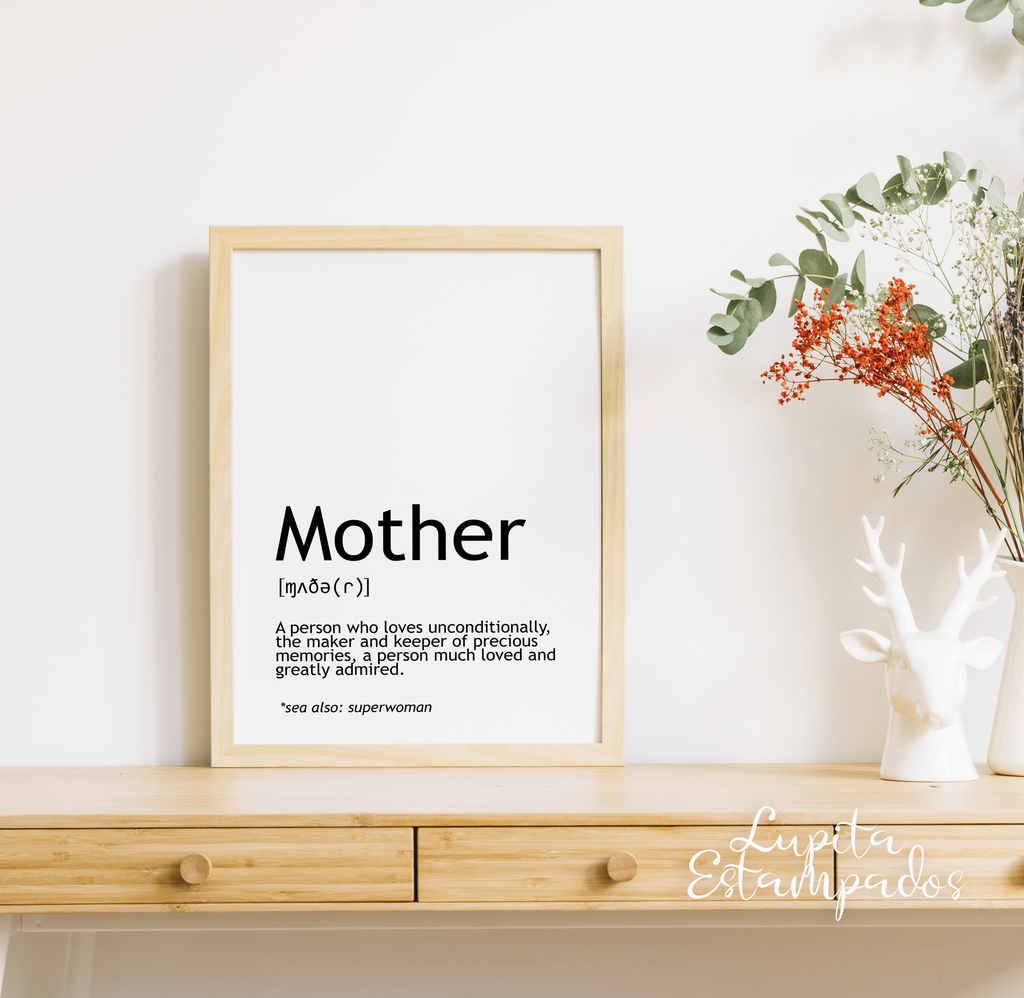 Mother
[ɱʌðə(ɾ)]
A person who loves unconditionally,
the maker and keeper of precious
memories, a person much loved and
greatly admired.
*sea also: superwoman
Lupita
Estampados